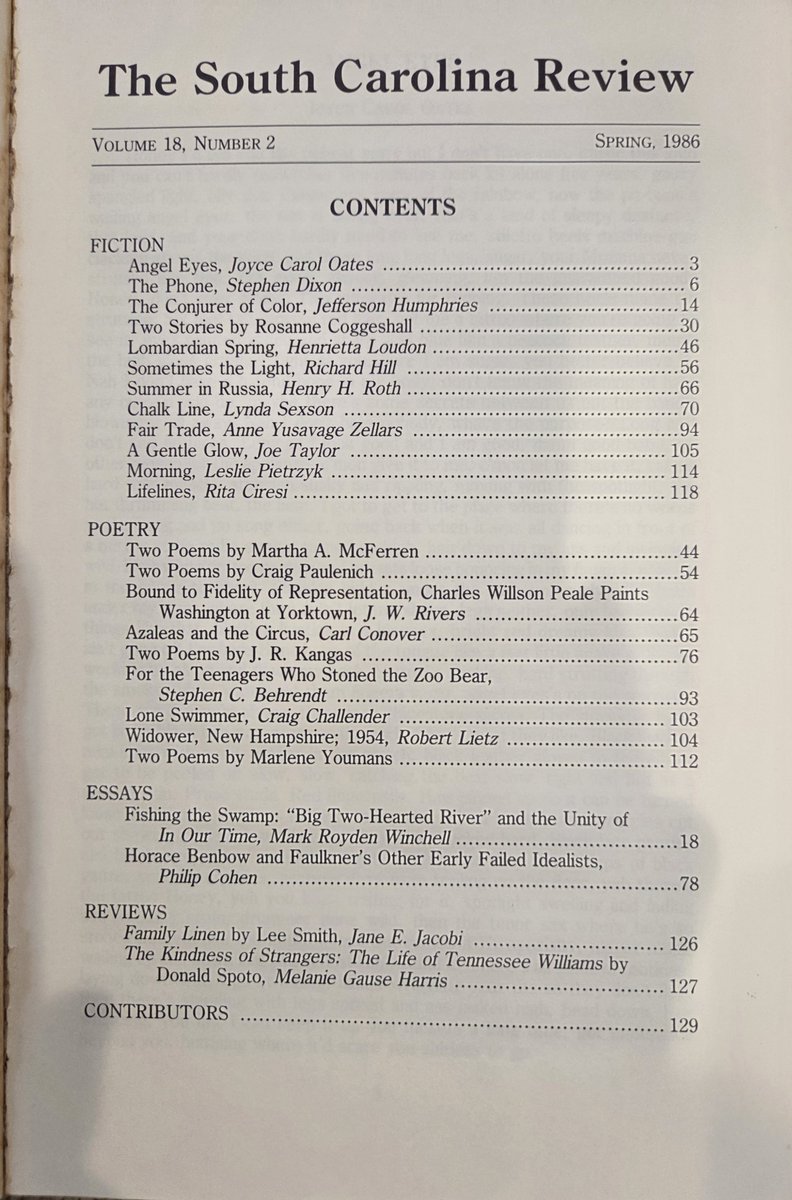 The South Carolina Review
VOLUME 18, NUMBER 2 SPRING, 1986
CONTENTS
FICTION
Angel Eyes, Joyce Carol Oates ........ 3
The Phone, Stephen Dixon ........ 6
The Conjurer of Color, Jefferson Humphries ........ 14
Two Stories by Rosanne Coggeshall ........ 30
Lombardian Spring, Henrietta Loudon ........ 46
Sometimes the Light, Richard Hill ........ 56
Summer in Russia, Henry H. Roth ........ 66
Chalk Line, Lynda Sexson ........ 70
Fair Trade, Anne Yusavage Zellars ........ 94
A Gentle Glow, Joe Taylor ........ 105
Morning, Leslie Pietrzyk ........ 114
Lifelines, Rita Ciresi ........ 118
POETRY
Two Poems by Martha A. McFerren ........ 44
Two Poems by Craig Paulenich ........ 54
Bound to Fidelity of Representation, Charles Willson Peale Paints
Washington at Yorktown, J. W. Rivers ........ 64
Azaleas and the Circus, Carl Conover ........ 65
Two Poems by J. R. Kangas ........ 76
For the Teenagers Who Stoned the Zoo Bear,
Stephen C. Behrendt ........ 93
Lone Swimmer, Craig Challender ........ 103
Widower, New Hampshire; 1954, Robert Lietz ........ 104
Two Poems by Marlene Youmans ........ 112
ESSAYS
Fishing the Swamp: “Big Two-Hearted River” and the Unity of
In Our Time, Mark Royden Winchell ........ 18
Horace Benbow and Faulkner's Other Early Failed Idealists,
Philip Cohen ........ 78
REVIEWS
Family Linen by Lee Smith, Jane E. Jacobi ........ 126
The Kindness of Strangers: The Life of Tennessee Williams by
Donald Spoto, Melanie Gause Harris ........ 127
CONTRIBUTORS ........ 129